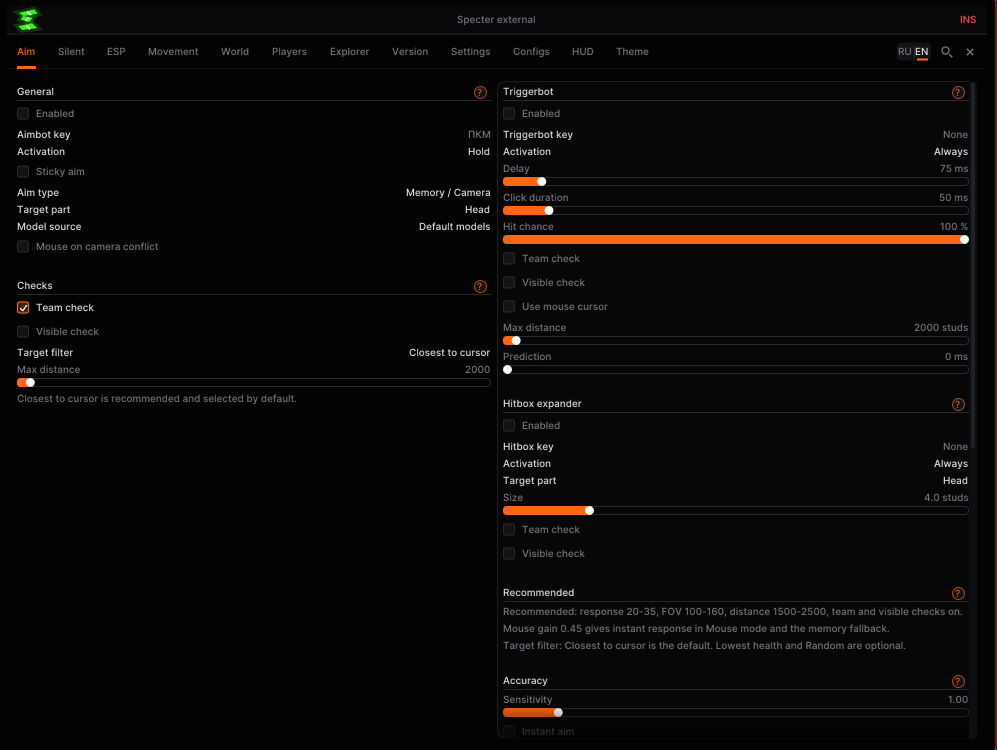 Specter external
INS
Aim Silent ESP Movement World Players Explorer Version Settings Configs HUD Theme
RU EN
General
?
Enabled
Aimbot key ПКМ
Activation Hold
Sticky aim
Aim type Memory / Camera
Target part Head
Model source Default models
Mouse on camera conflict
Checks
?
Team check
Visible check
Target filter Closest to cursor
Max distance 2000
Closest to cursor is recommended and selected by default.
Triggerbot
?
Enabled
Triggerbot key None
Activation Always
Delay 75 ms
Click duration 50 ms
Hit chance 100 %
Team check
Visible check
Use mouse cursor
Max distance 2000 studs
Prediction 0 ms
Hitbox expander
?
Enabled
Hitbox key None
Activation Always
Target part Head
Size 4.0 studs
Team check
Visible check
Recommended
?
Recommended: response 20-35, FOV 100-160, distance 1500-2500, team and visible checks on.
Mouse gain 0.45 gives instant response in Mouse mode and the memory fallback.
Target filter: Closest to cursor is the default. Lowest health and Random are optional.
Accuracy
?
Sensitivity 1.00
Instant aim